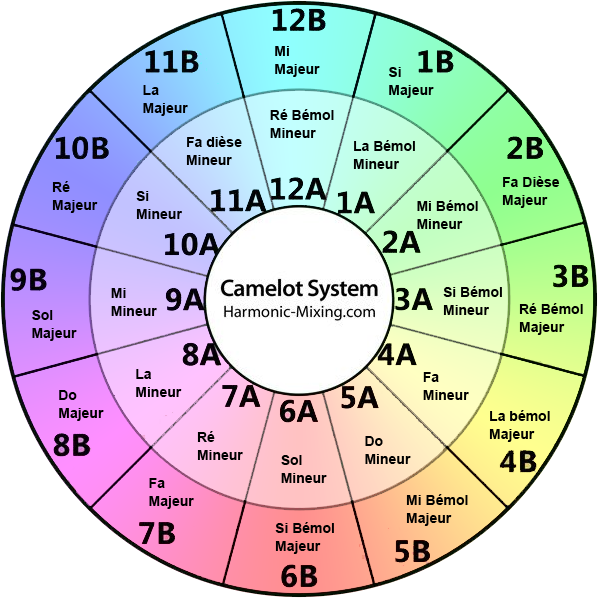 12B
Mi
Majeur
1B
Si
Majeur
2B
Fa Dièse
Majeur
3B
Ré Bémol
Majeur
La bémol
Majeur
4B
Mi Bémol
Majeur
5B
Si Bémol
Majeur
6B
Fa
Majeur
7B
Do
Majeur
8B
9B
Sol
Majeur
10B
Ré
Majeur
11B
La
Majeur
Ré Bémol
Mineur
12A
La Bémol
Mineur
1A
Mi Bémol
Mineur
2A
Si Bémol
Mineur
3A
4A
Fa
Mineur
5A
Do
Mineur
6A
Sol
Mineur
7A
Ré
Mineur
8A
La
Mineur
Mi
Mineur
9A
Si
Mineur
10A
Fa dièse
Mineur
11A
Camelot System
Harmonic-Mixing.com